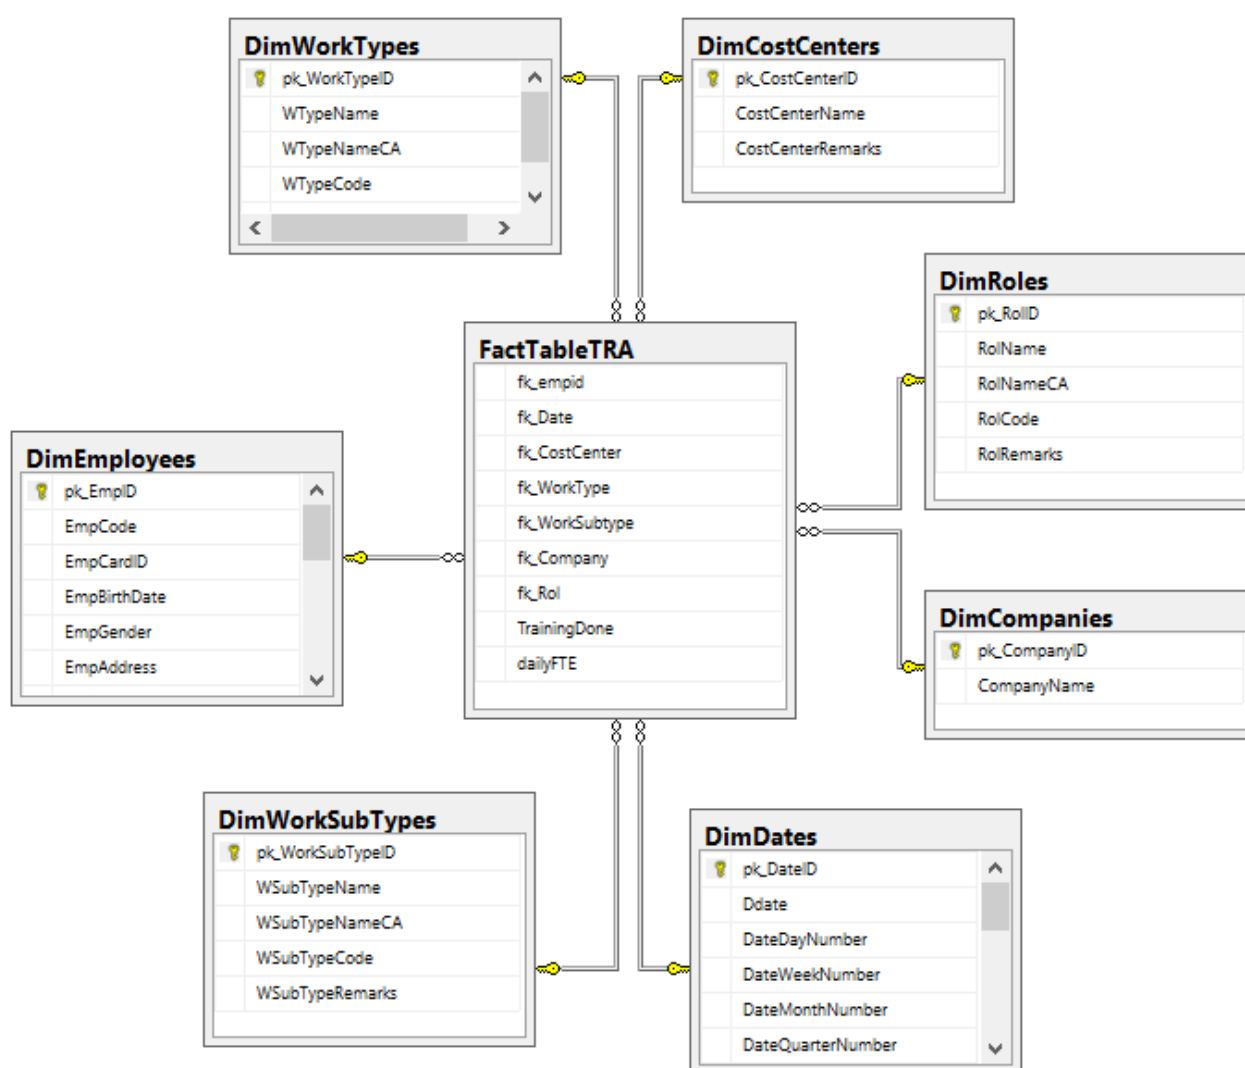 DimWorkTypes
pk_WorkTypeID
WTypeName
WTypeNameCA
WTypeCode
DimCostCenters
pk_CostCenterID
CostCenterName
CostCenterRemarks
DimRoles
pk_RolID
RolName
RolNameCA
RolCode
RolRemarks
FactTableTRA
fk_empid
fk_Date
fk_CostCenter
fk_WorkType
fk_WorkSubtype
fk_Company
fk_Rol
TrainingDone
dailyFTE
DimEmployees
pk_EmpID
EmpCode
EmpCardID
EmpBirthDate
EmpGender
EmpAddress
DimCompanies
pk_CompanyID
CompanyName
DimWorkSubTypes
pk_WorkSubTypeID
WSubTypeName
WSubTypeNameCA
WSubTypeCode
WSubTypeRemarks
DimDates
pk_DateID
Ddate
DateDayNumber
DateWeekNumber
DateMonthNumber
DateQuarterNumber